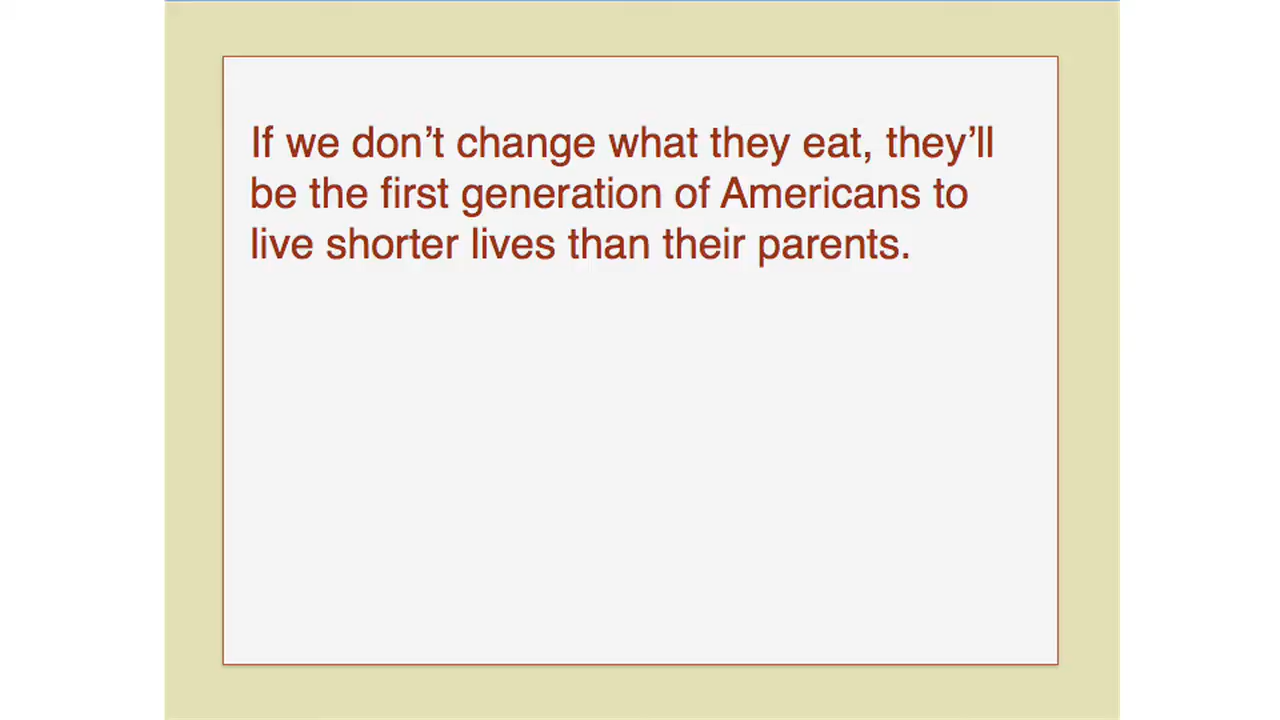 If we don’t change what they eat, they’ll
be the first generation of Americans to
live shorter lives than their parents.